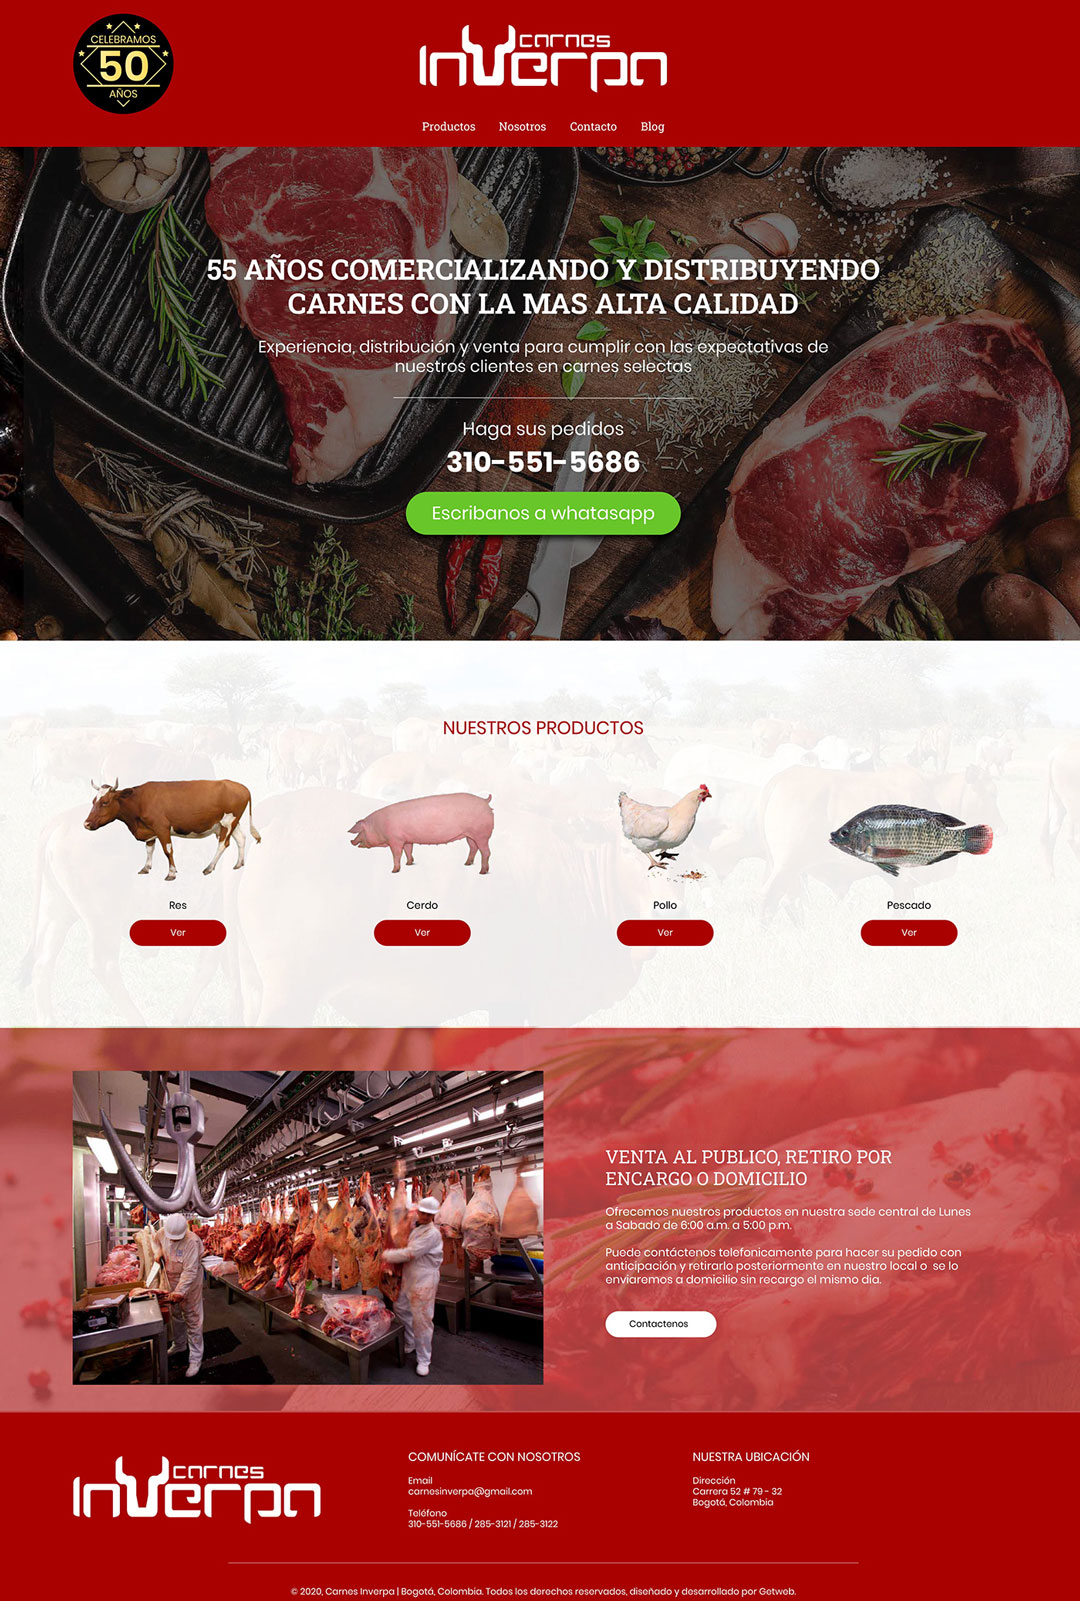 CELEBRAMOS
50
AÑOS
carnes
Inverpa
Productos Nosotros Contacto Blog
55 AÑOS COMERCIALIZANDO Y DISTRIBUYENDO
CARNES CON LA MAS ALTA CALIDAD
Experiencia, distribución y venta para cumplir con las expectativas de
nuestros clientes en carnes selectas
Haga sus pedidos
310-551-5686
Escribanos a whatasapp
NUESTROS PRODUCTOS
Res Cerdo Pollo Pescado
Ver Ver Ver Ver
VENTA AL PUBLICO, RETIRO POR
ENCARGO O DOMICILIO
Ofrecemos nuestros productos en nuestra sede central de Lunes
a Sabado de 6:00 a.m. a 5:00 p.m.
Puede contáctenos telefonicamente para hacer su pedido con
anticipación y retirarlo posteriormente en nuestro local o se lo
enviaremos a domicilio sin recargo el mismo dia.
Contactenos
carnes
Inverpa
COMUNÍCATE CON NOSOTROS
Email
carnesinverpa@gmail.com
Teléfono
310-551-5686 / 285-3121 / 285-3122
NUESTRA UBICACIÓN
Dirección
Carrera 52 # 79 - 32
Bogotá, Colombia
© 2020, Carnes Inverpa | Bogotá, Colombia. Todos los derechos reservados, diseñado y desarrollado por Getweb.